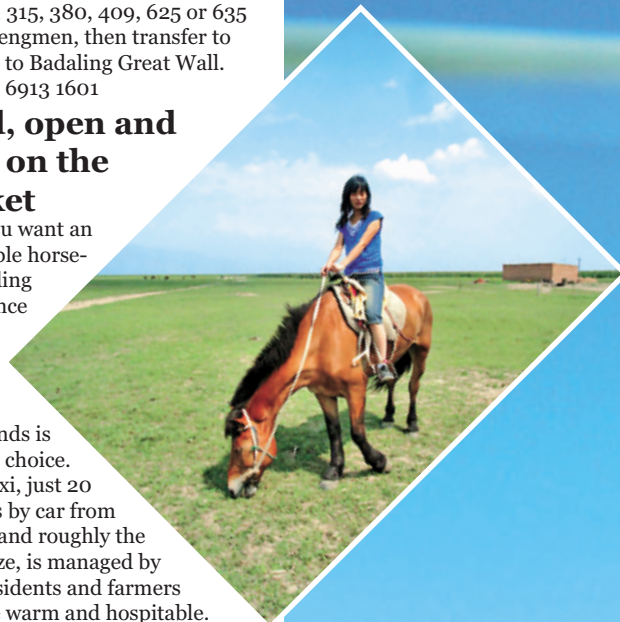 315, 380, 409, 625 or 635
engmen, then transfer to
to Badaling Great Wall.
6913 1601
l, open and
on the
ket
u want an
ble horse-
ling
nce
nds is
choice.
xi, just 20
s by car from
and roughly the
ze, is managed by
sidents and farmers
warm and hospitable.